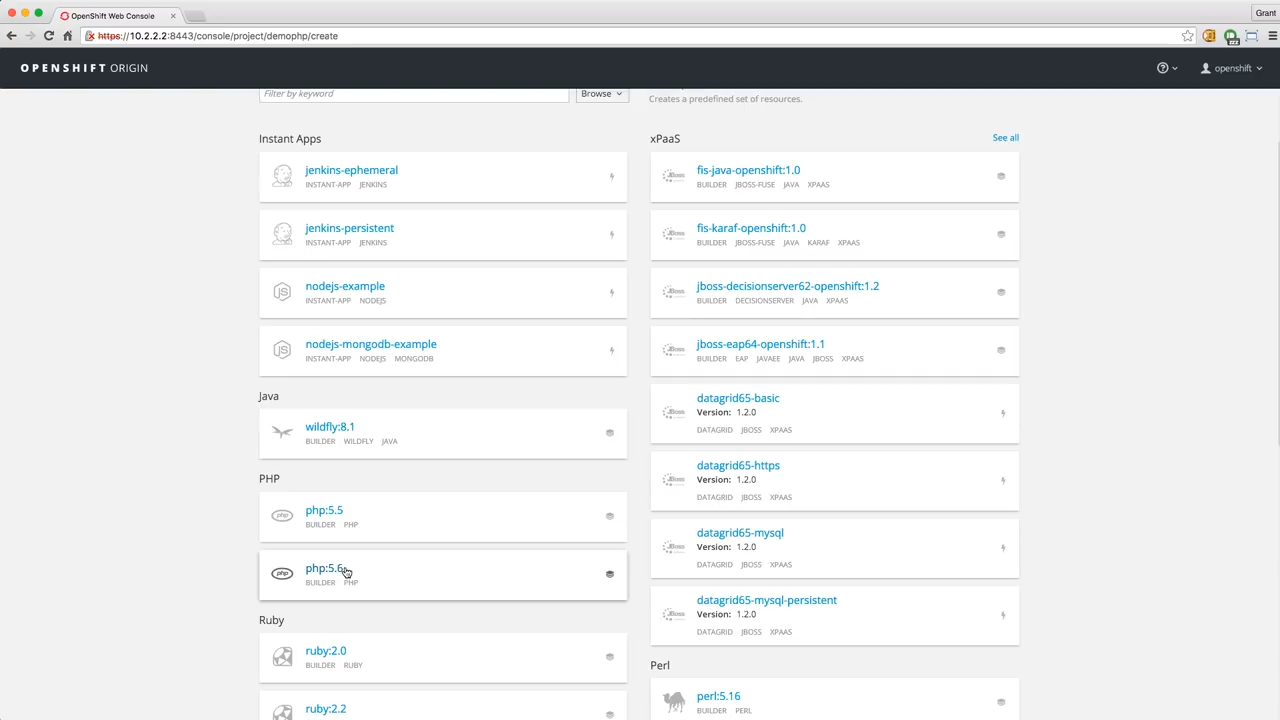 OpenShift Web Console
Grant
https://10.2.2.2:8443/console/project/demophp/create
OPENSHIFT ORIGIN
openshift
Filter by keyword
Browse
Creates a predefined set of resources.
Instant Apps
jenkins-ephemeral
INSTANT-APP JENKINS
jenkins-persistent
INSTANT-APP JENKINS
nodejs-example
INSTANT-APP NODEJS
nodejs-mongodb-example
INSTANT-APP NODEJS MONGODB
Java
wildfly:8.1
BUILDER WILDFLY JAVA
PHP
php:5.5
BUILDER PHP
php:5.6
BUILDER PHP
Ruby
ruby:2.0
BUILDER RUBY
ruby:2.2
xPaaS
See all
fis-java-openshift:1.0
BUILDER JBOSS-FUSE JAVA XPAAS
fis-karaf-openshift:1.0
BUILDER JBOSS-FUSE JAVA KARAF XPAAS
jboss-decisionserver62-openshift:1.2
BUILDER DECISIONSERVER JAVA XPAAS
jboss-eap64-openshift:1.1
BUILDER EAP JAVAEE JAVA JBOSS XPAAS
datagrid65-basic
Version: 1.2.0
DATAGRID JBOSS XPAAS
datagrid65-https
Version: 1.2.0
DATAGRID JBOSS XPAAS
datagrid65-mysql
Version: 1.2.0
DATAGRID JBOSS XPAAS
datagrid65-mysql-persistent
Version: 1.2.0
DATAGRID JBOSS XPAAS
Perl
perl:5.16
BUILDER PERL